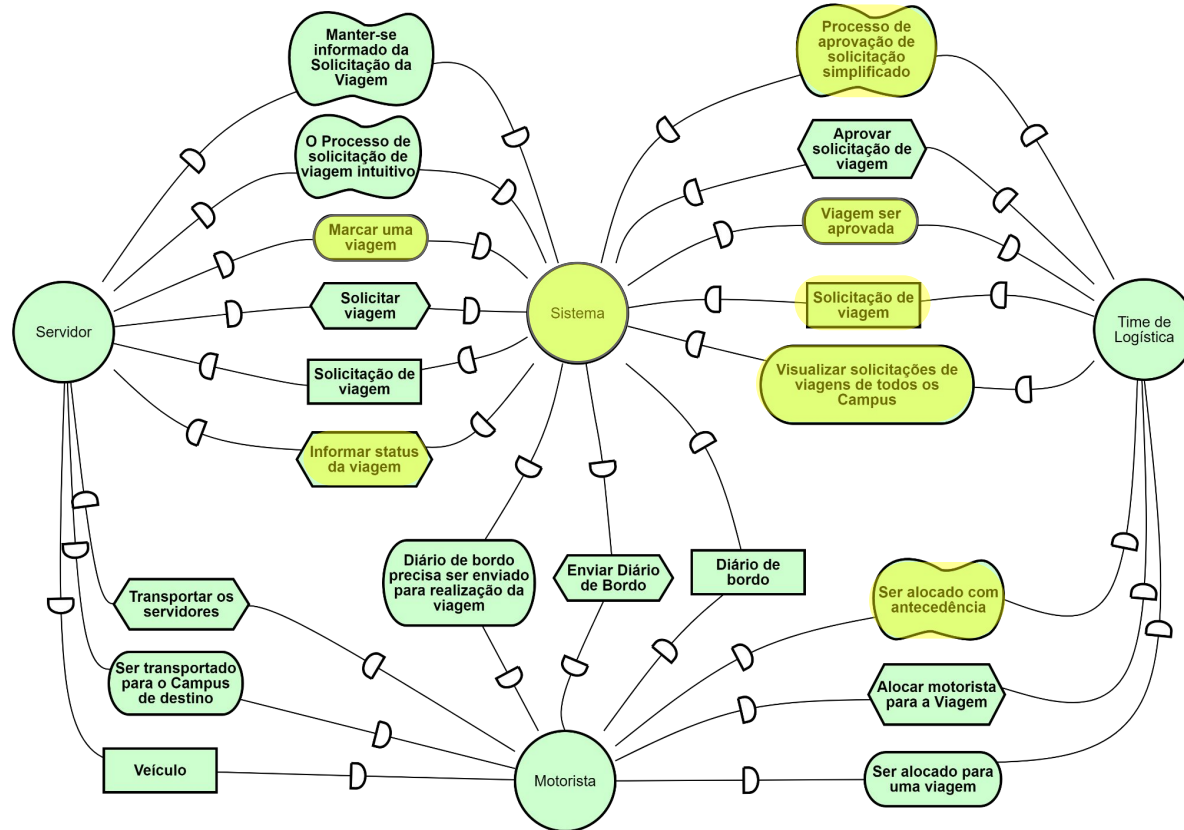 Manter-se
informado da
Solicitação da
Viagem
Processo de
aprovação de
solicitação
simplificado
O Processo de
solicitação de
viagem intuitivo
Aprovar
solicitação de
viagem
Marcar uma
viagem
Viagem ser
aprovada
Servidor
Solicitar
viagem
Sistema
Solicitação de
viagem
Time de
Logística
Solicitação de
viagem
Visualizar solicitações
de viagens de todos os
Campus
Informar status
da viagem
Diário de bordo
precisa ser enviado
para realização da
viagem
Enviar Diário
de Bordo
Diário de
bordo
Ser alocado com
antecedência
Transportar os
servidores
Ser transportado
para o Campus
de destino
Alocar motorista
para a Viagem
Veículo
Motorista
Ser alocado para
uma viagem